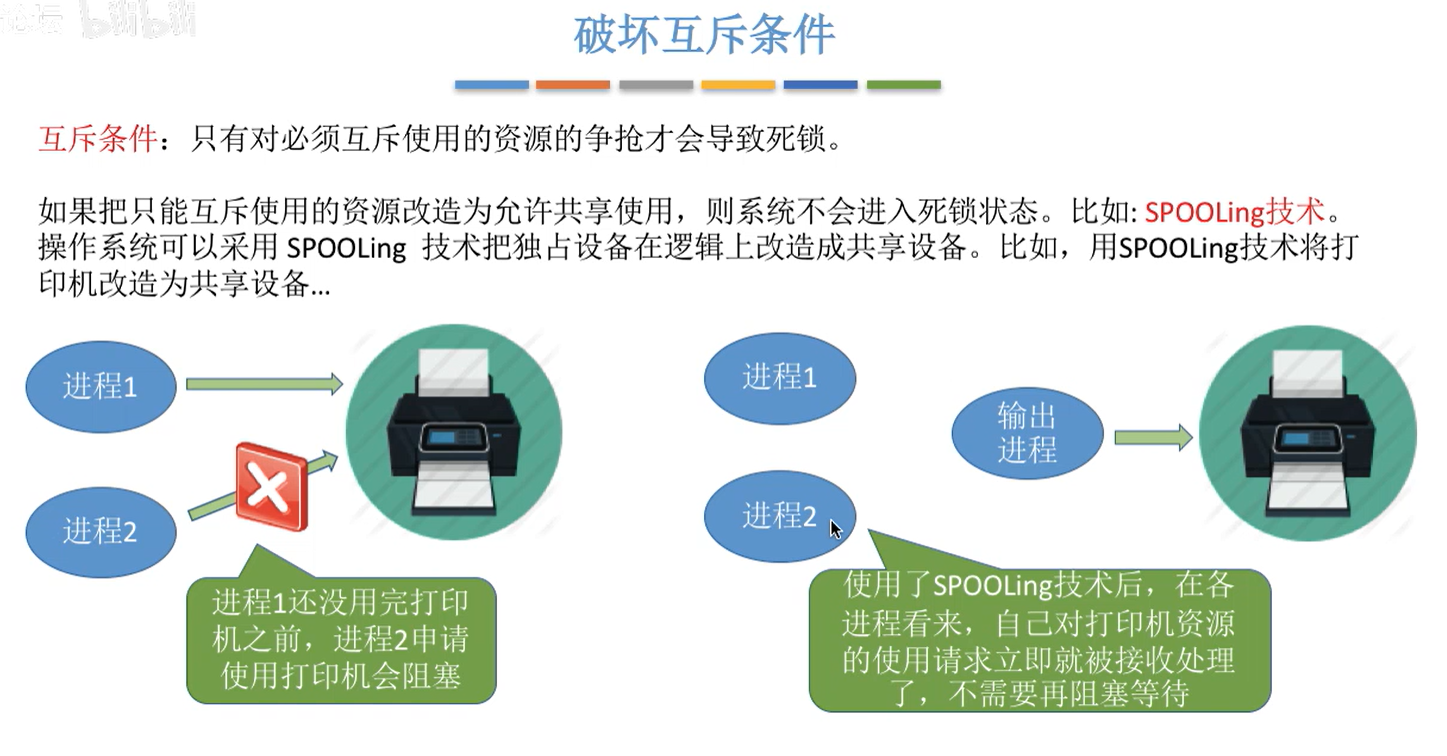 论坛 bilibili
破坏互斥条件
互斥条件：只有对必须互斥使用的资源的争抢才会导致死锁。
如果把只能互斥使用的资源改造为允许共享使用，则系统不会进入死锁状态。比如: SPOOLing技术。
操作系统可以采用 SPOOLing 技术把独占设备在逻辑上改造成共享设备。比如，用SPOOLing技术将打
印机改造为共享设备...
进程1
进程2
进程1还没用完打印
机之前，进程2申请
使用打印机会阻塞
进程1
进程2
输出
进程
使用了SPOOLing技术后，在各
进程看来，自己对打印机资源
的使用请求立即就被接收处理
了，不需要再阻塞等待